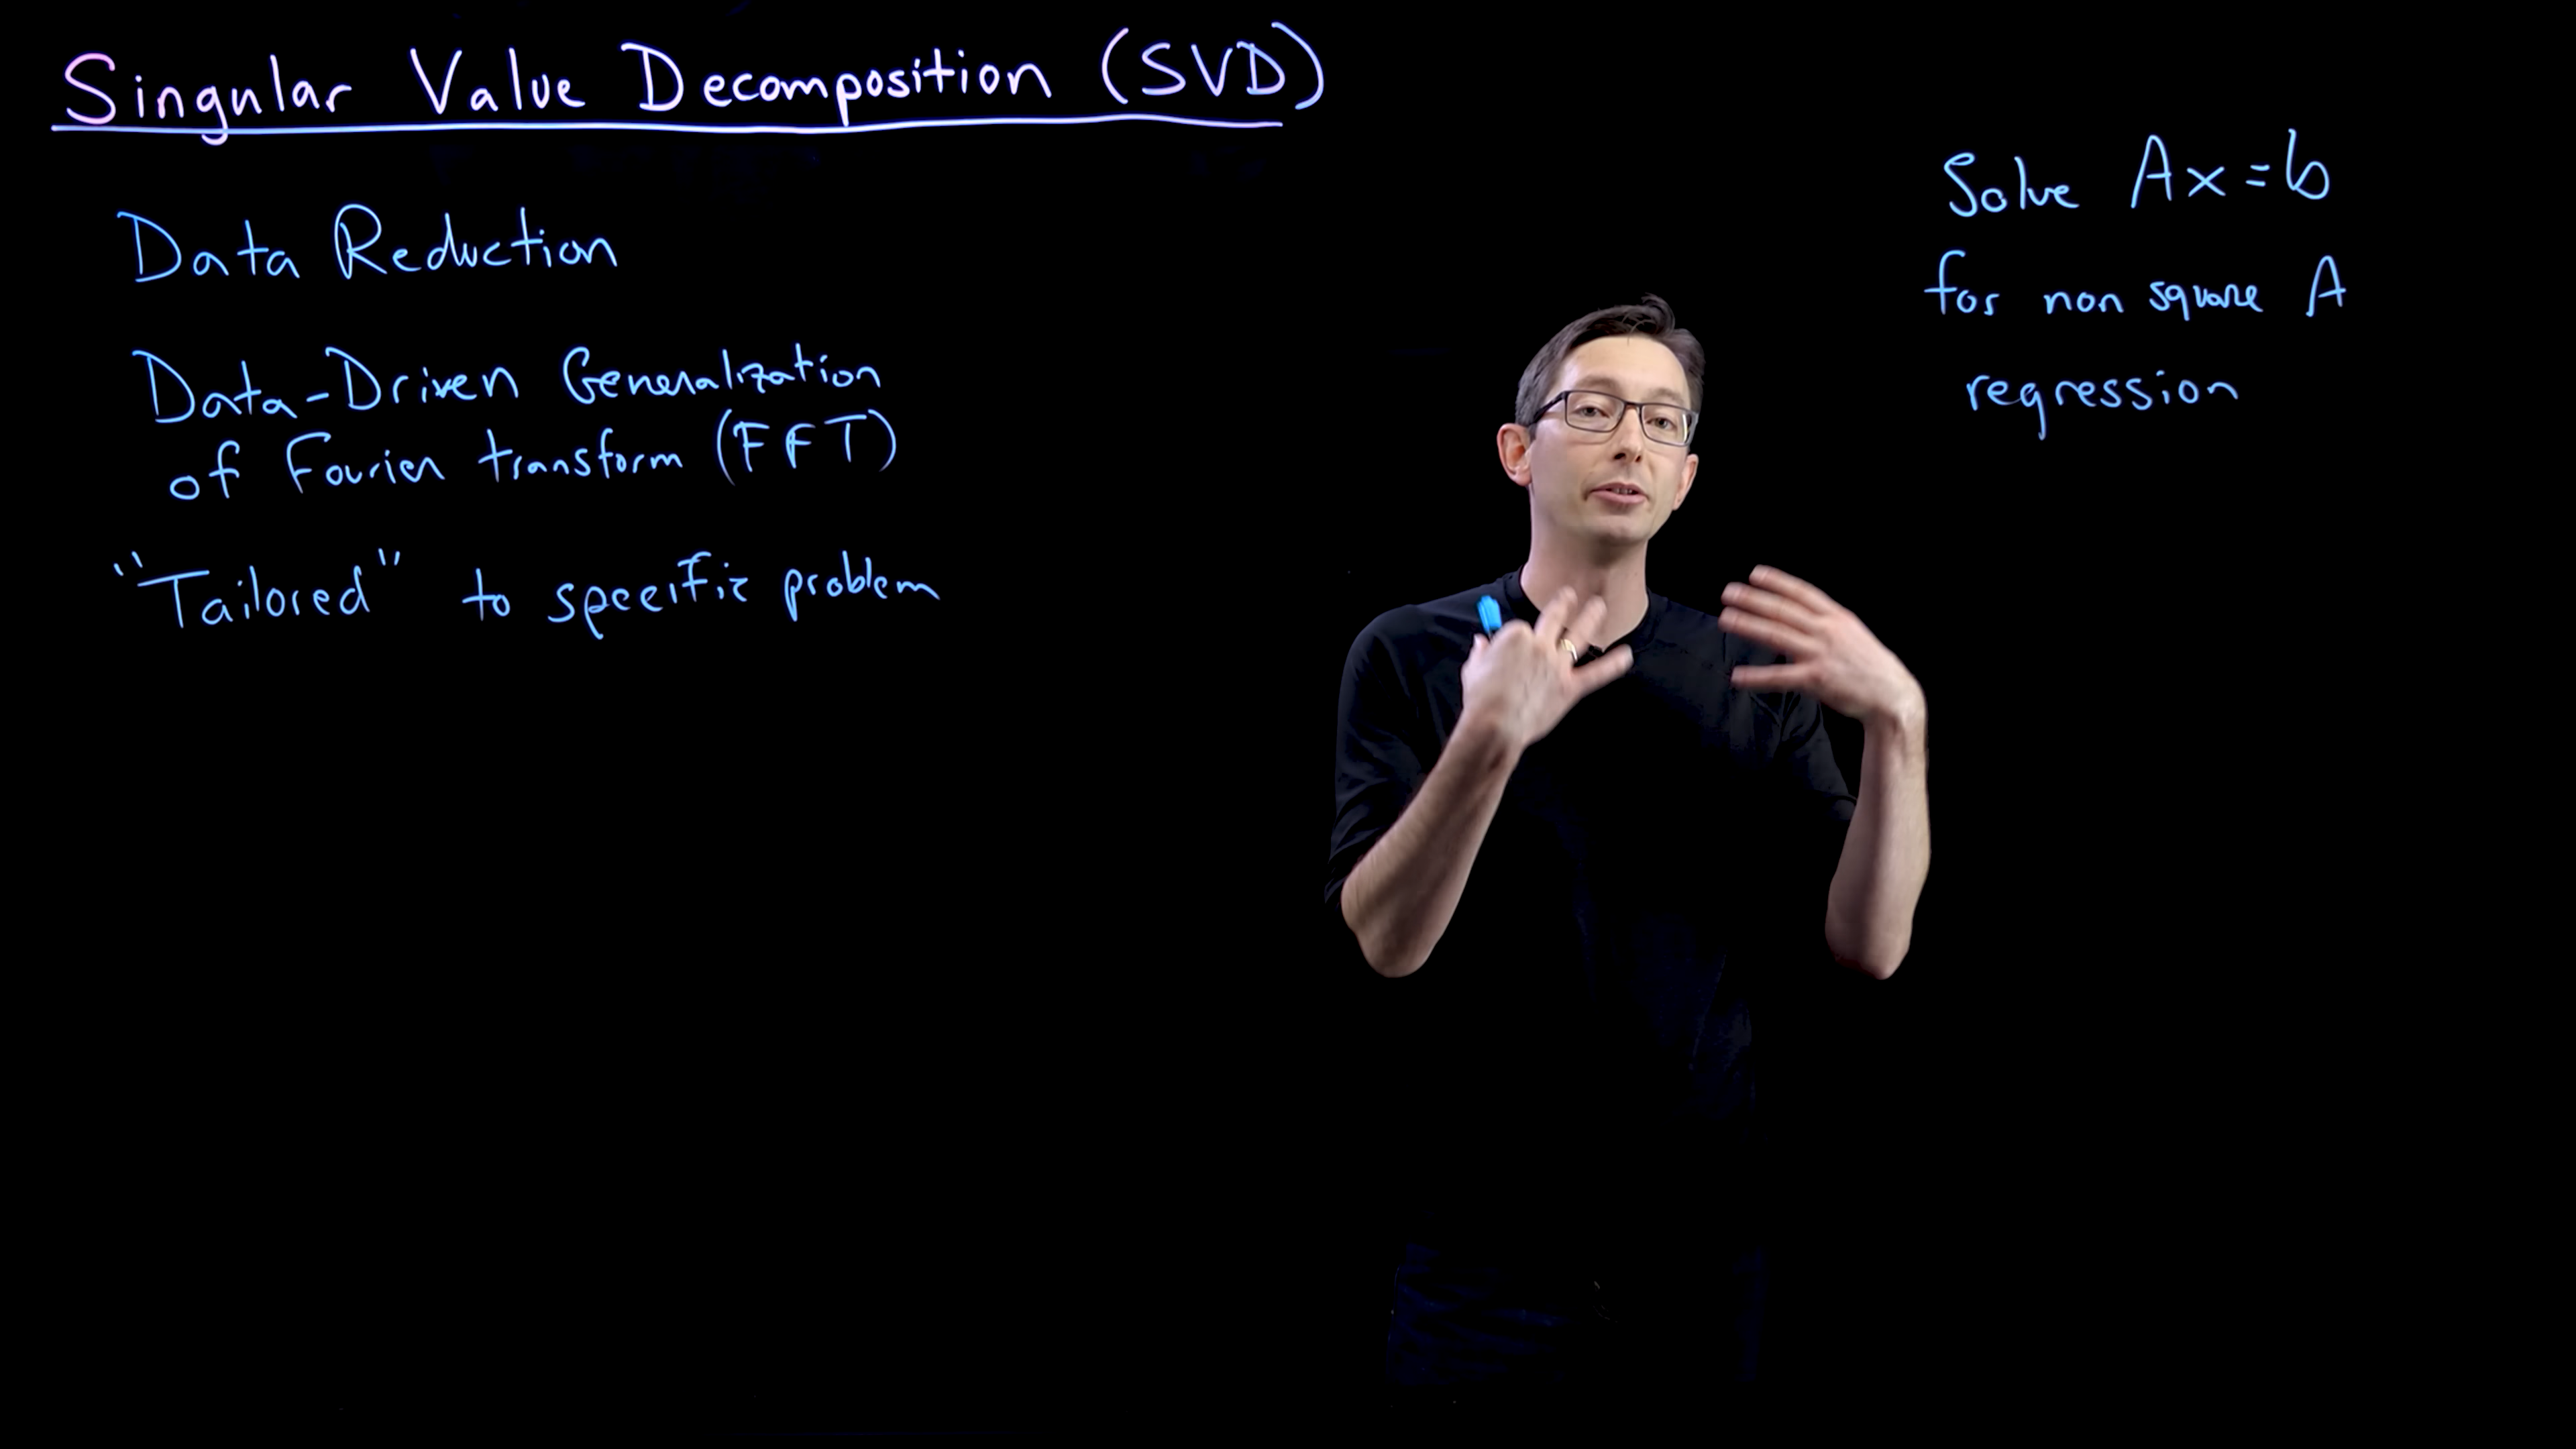 Singular Value Decomposition (SVD)
Data Reduction
Data-Driven Generalization
of Fourier transform (FFT)
"Tailored" to specific problem
Solve Ax=b
for non square A
regression